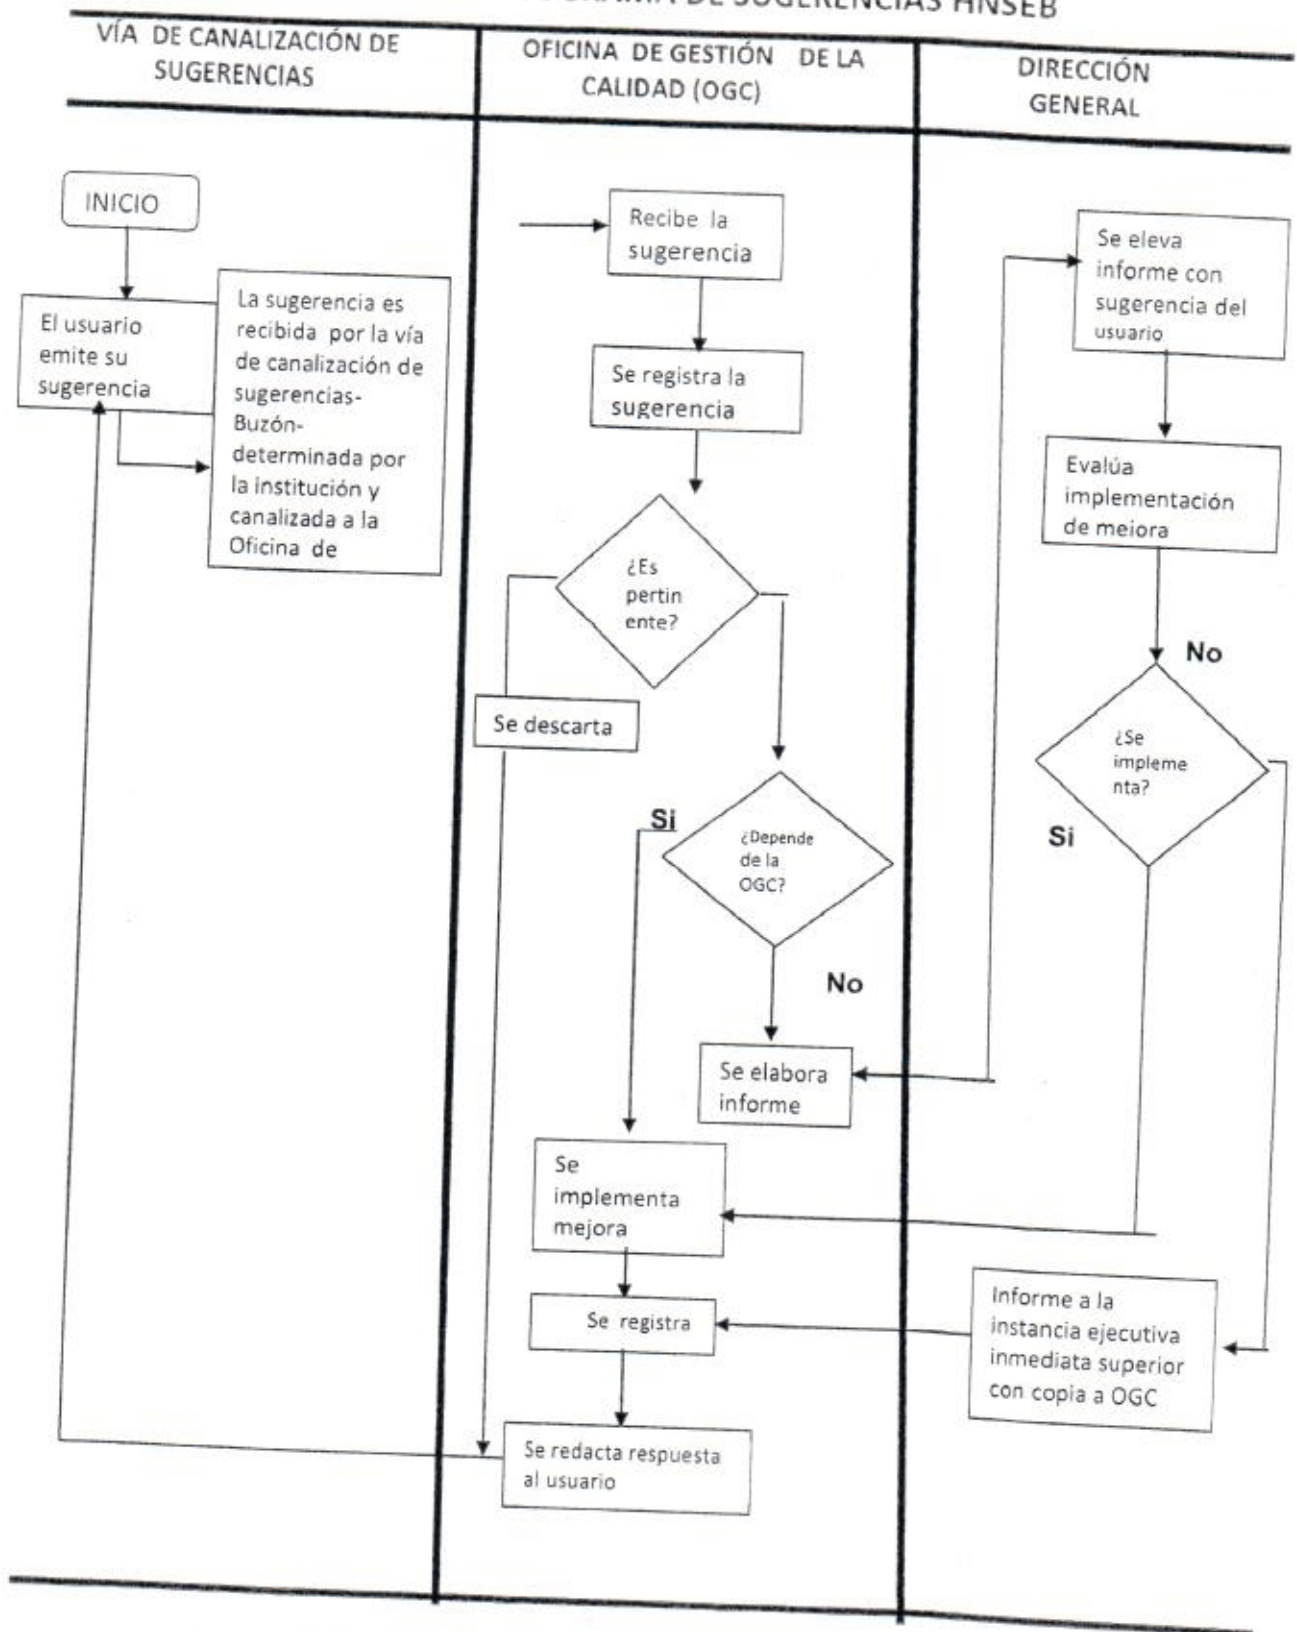 DE SUGERENCIAS HNSEB
VÍA DE CANALIZACIÓN DE
SUGERENCIAS
OFICINA DE GESTIÓN DE LA
CALIDAD (OGC)
DIRECCIÓN
GENERAL
INICIO
El usuario
emite su
sugerencia
La sugerencia es
recibida por la vía
de canalización de
sugerencias-
Buzón-
determinada por
la institución y
canalizada a la
Oficina de
Recibe la
sugerencia
Se registra la
sugerencia
¿Es
pertin
ente?
Se descarta
Si
¿Depende
de la
OGC?
No
Se elabora
informe
Se
implementa
mejora
Se registra
Se redacta respuesta
al usuario
Se eleva
informe con
sugerencia del
usuario
Evalúa
implementación
de mejora
No
¿Se
impleme
nta?
Si
Informe a la
instancia ejecutiva
inmediata superior
con copia a OGC